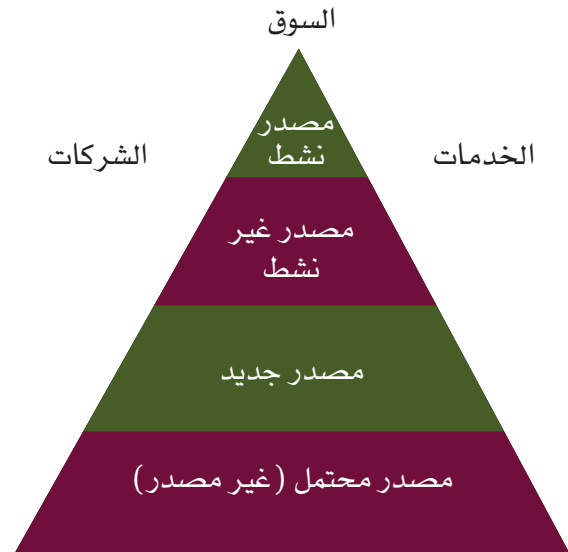 السوق
الخدمات
الشركات
مصدر
نشط
مصدر غير
نشط
مصدر جديد
مصدر محتمل (غير مصدر)